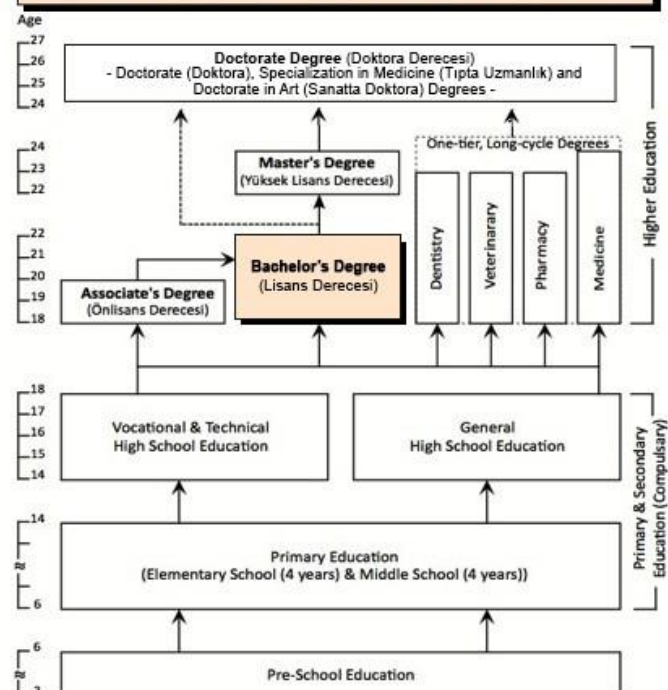 Age
27
26
25
24
Doctorate Degree (Doktora Derecesi)
- Doctorate (Doktora), Specialization in Medicine (Tıpta Uzmanlık) and
Doctorate in Art (Sanatta Doktora) Degrees -
24
23
22
Master's Degree
(Yüksek Lisans Derecesi)
One-tier, Long-cycle Degrees
Dentistry
Veterinarary
Pharmacy
Medicine
Higher Education
22
21
20
19
18
Bachelor's Degree
(Lisans Derecesi)
Associate's Degree
(Önlisans Derecesi)
18
17
16
15
14
Vocational & Technical
High School Education
General
High School Education
Primary & Secondary
Education (Compulsary)
14
6
Primary Education
(Elementary School (4 years) & Middle School (4 years))
6
Pre-School Education